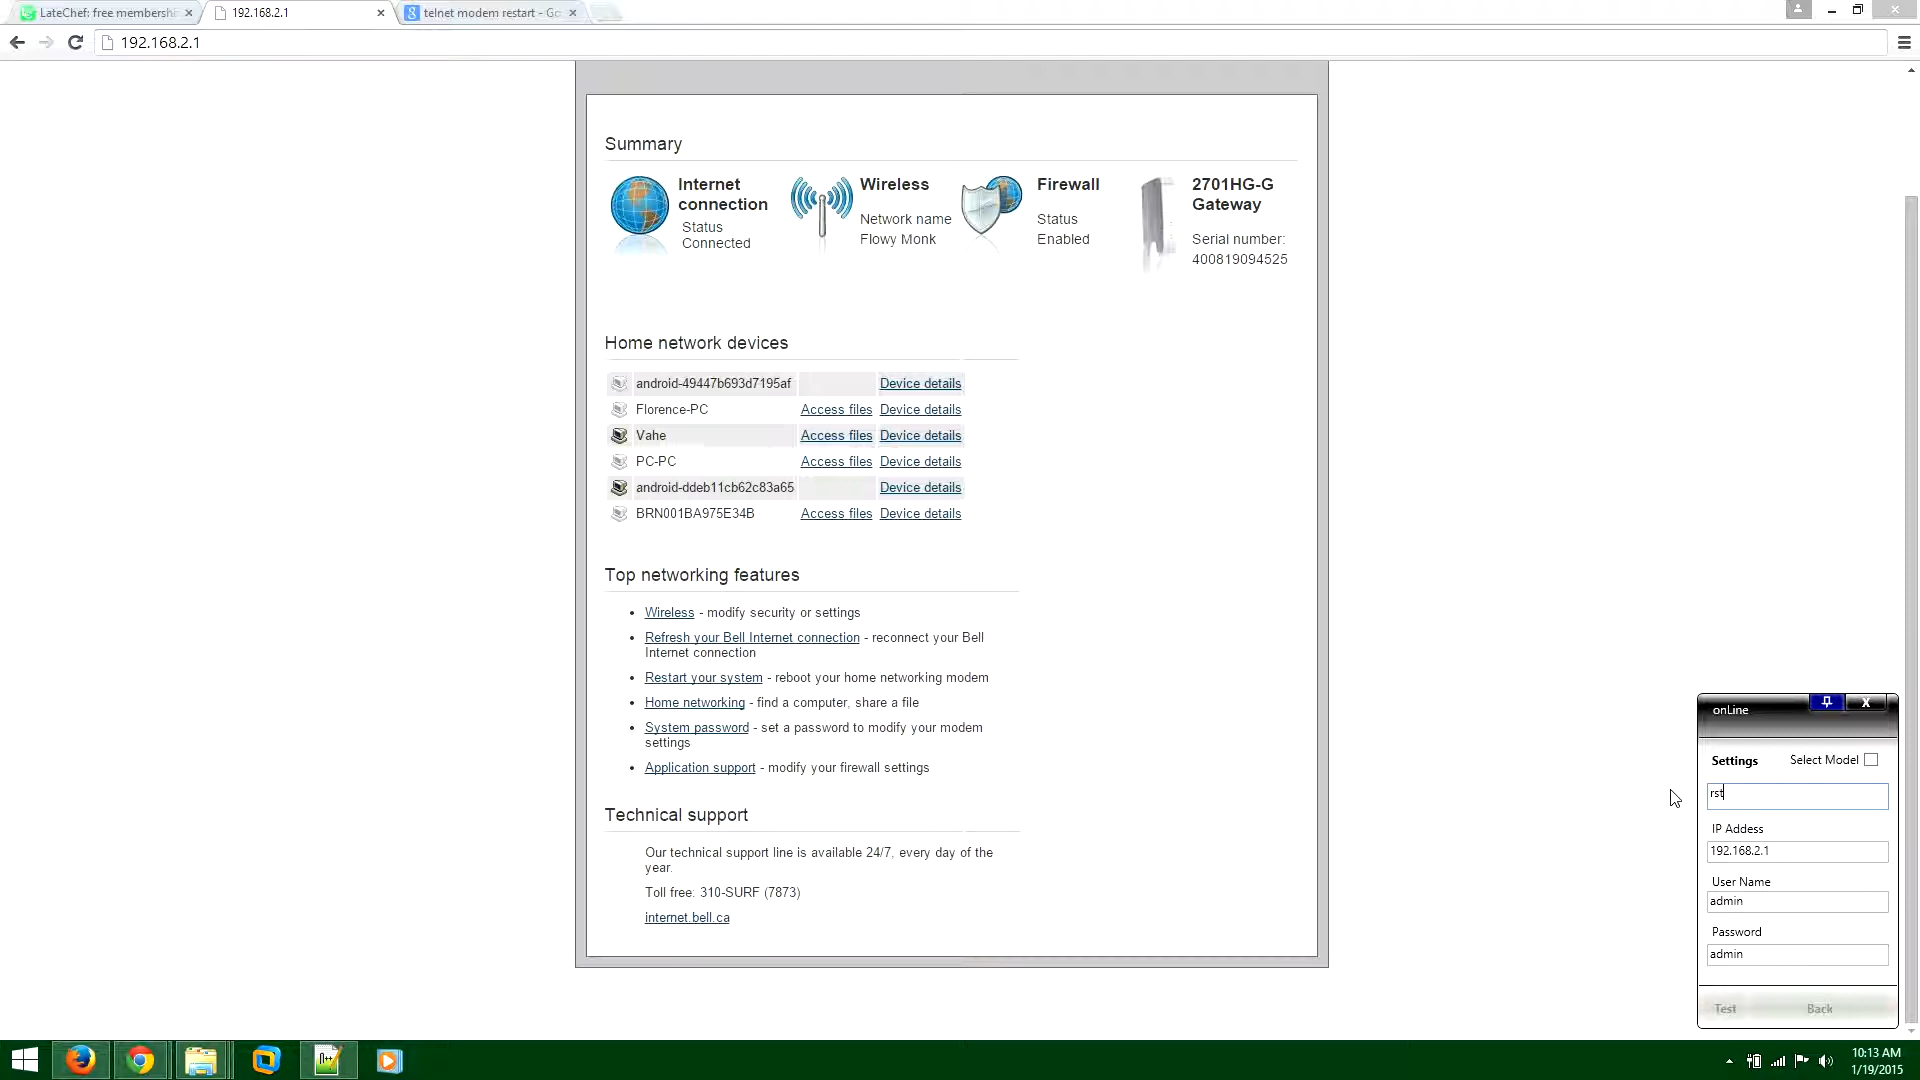 LateChef: free membershi
192.168.2.1
telnet modem restart - Go
192.168.2.1
Summary
Internet connection
Status
Connected
Wireless
Network name
Flowy Monk
Firewall
Status
Enabled
2701HG-G
Gateway
Serial number:
400819094525
Home network devices
android-49447b693d7195af Device details
Florence-PC Access files Device details
Vahe Access files Device details
PC-PC Access files Device details
android-ddeb11cb62c83a65 Device details
BRN001BA975E34B Access files Device details
Top networking features
Wireless - modify security or settings
Refresh your Bell Internet connection - reconnect your Bell
Internet connection
Restart your system - reboot your home networking modem
Home networking - find a computer, share a file
System password - set a password to modify your modem
settings
Application support - modify your firewall settings
Technical support
Our technical support line is available 24/7, every day of the
year.
Toll free: 310-SURF (7873)
internet.bell.ca
onLine
X
Settings Select Model
rst
IP Addess
192.168.2.1
User Name
admin
Password
admin
Test Back
10:13 AM
1/19/2015